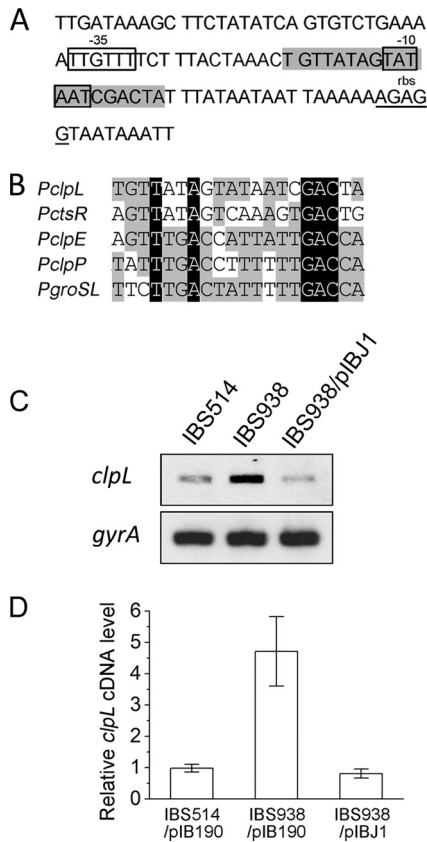 A
TTGATAAAGC TTCTATATCA GTGTCTGAAA
-35 -10
ATTGTTTTCT TTACTAAACT GTTATAGTAT
rbs
AATCGACTAT TTATAATAAT TAAAAAAGAG
GTAATAAATT
B
PclpL TGTTATAGTATAATCGACTA
PctsR AGTTATAGTCAAAGTGACTG
PclpE AGTTTGACCATTATTGACCA
PclpP TATTTGACCTTTTTTGACCA
PgroSL TTCTTGACTATTTTTGACCA
C
IBS514 IBS938 IBS938/pIBJ1
clpL
gyrA
D
Relative clpL cDNA level
6
5
4
3
2
1
0
IBS514 IBS938 IBS938
/pIB190 /pIB190 /pIBJ1